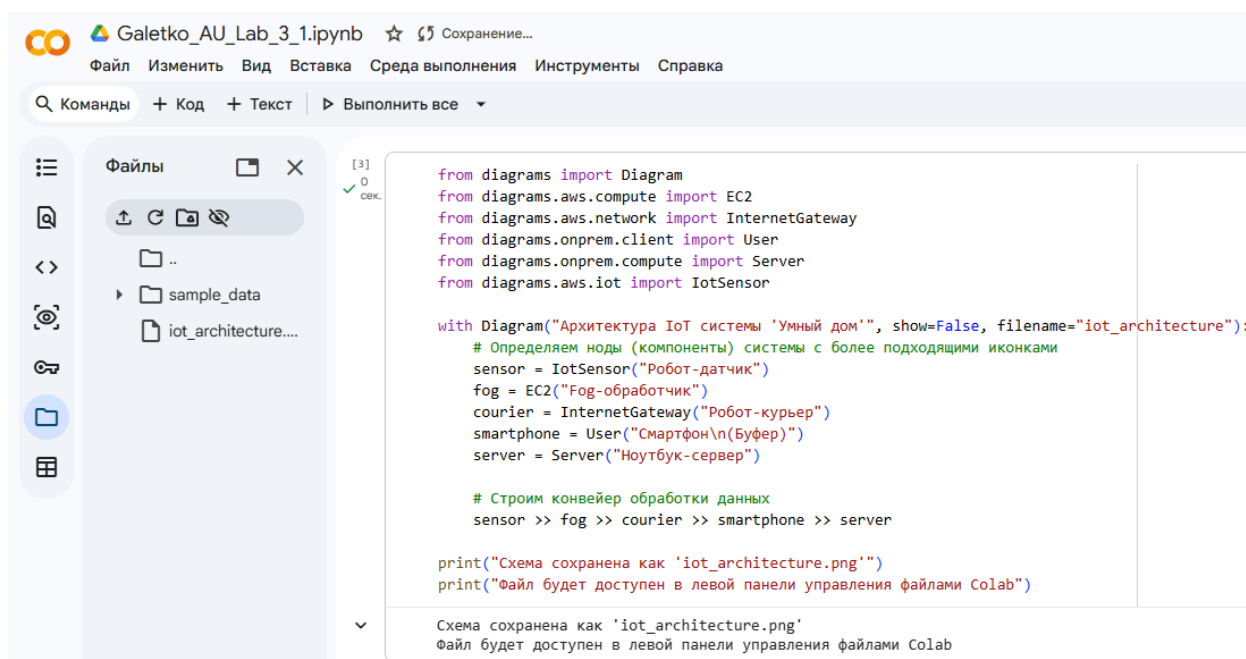 Galetko_AU_Lab_3_1.ipynb Сохранение...
Файл Изменить Вид Вставка Среда выполнения Инструменты Справка
Команды + Код + Текст Выполнить все
Файлы
..
sample_data
iot_architecture....
[3]
0
сек.
from diagrams import Diagram
from diagrams.aws.compute import EC2
from diagrams.aws.network import InternetGateway
from diagrams.onprem.client import User
from diagrams.onprem.compute import Server
from diagrams.aws.iot import IotSensor
with Diagram("Архитектура IoT системы 'Умный дом'", show=False, filename="iot_architecture"):
# Определяем ноды (компоненты) системы с более подходящими иконками
sensor = IotSensor("Робот-датчик")
fog = EC2("Fog-обработчик")
courier = InternetGateway("Робот-курьер")
smartphone = User("Смартфон\n(Буфер)")
server = Server("Ноутбук-сервер")
# Строим конвейер обработки данных
sensor >> fog >> courier >> smartphone >> server
print("Схема сохранена как 'iot_architecture.png'")
print("Файл будет доступен в левой панели управления файлами Colab")
Схема сохранена как 'iot_architecture.png'
Файл будет доступен в левой панели управления файлами Colab